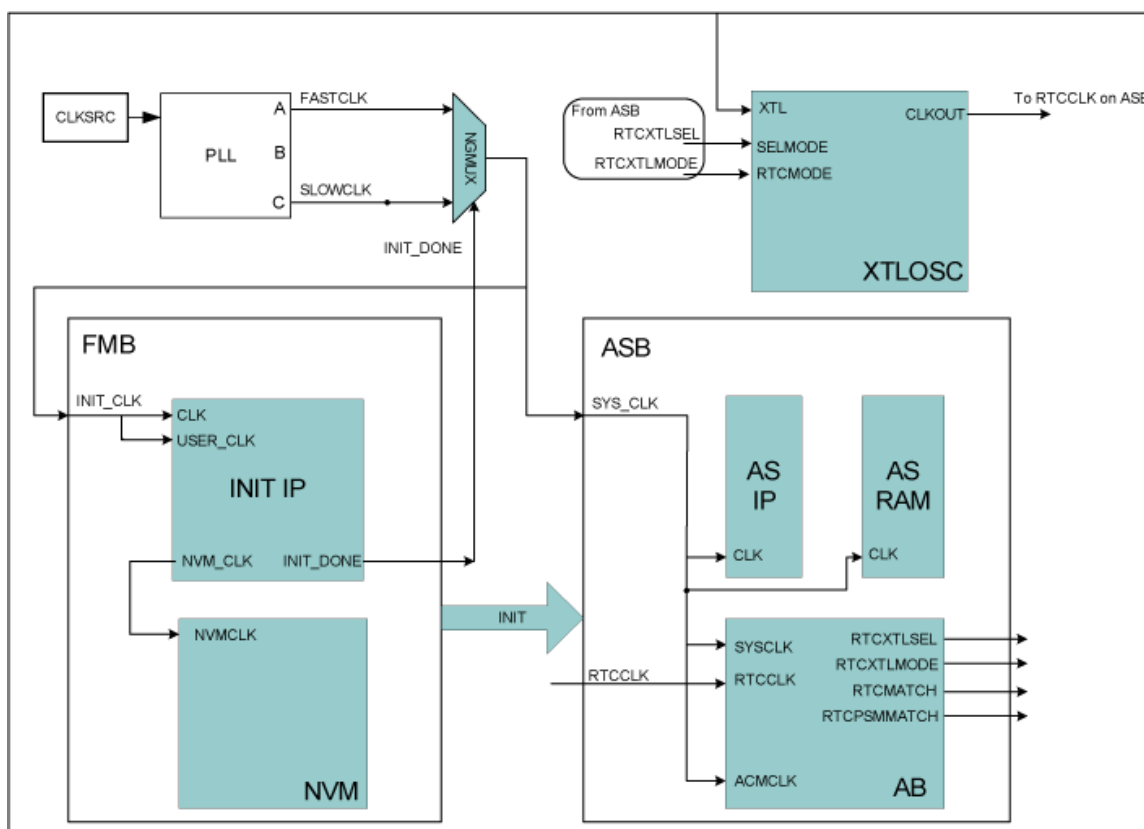 CLKSRC
PLL
A
B
C
FASTCLK
SLOWCLK
NGMUX
INIT_DONE
From ASB
RTCXTLSEL
RTCXTLMODE
XTL
SELMODE
RTCMODE
CLKOUT
XTLOSC
To RTCCLK on ASB
FMB
INIT_CLK
CLK
USER_CLK
INIT IP
NVM_CLK
INIT_DONE
NVMCLK
NVM
INIT
ASB
SYS_CLK
AS
IP
CLK
AS
RAM
CLK
RTCCLK
SYSCLK
RTCCLK
ACMCLK
RTCXTLSEL
RTCXTLMODE
RTCMATCH
RTCPSMMATCH
AB